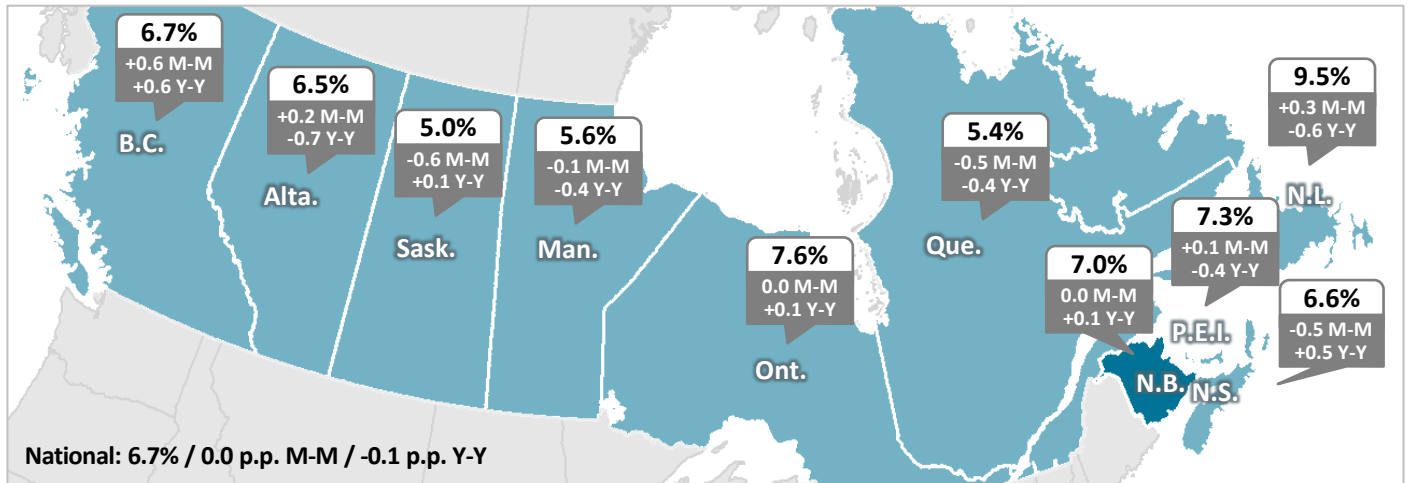 6.7%
+0.6 M-M
+0.6 Y-Y
B.C.
6.5%
+0.2 M-M
-0.7 Y-Y
Alta.
5.0%
-0.6 M-M
+0.1 Y-Y
Sask.
5.6%
-0.1 M-M
-0.4 Y-Y
Man.
7.6%
0.0 M-M
+0.1 Y-Y
Ont.
5.4%
-0.5 M-M
-0.4 Y-Y
Que.
7.0%
0.0 M-M
+0.1 Y-Y
N.B.
7.3%
+0.1 M-M
-0.4 Y-Y
P.E.I.
9.5%
+0.3 M-M
-0.6 Y-Y
N.L.
6.6%
-0.5 M-M
+0.5 Y-Y
N.S.
National: 6.7% / 0.0 p.p. M-M / -0.1 p.p. Y-Y